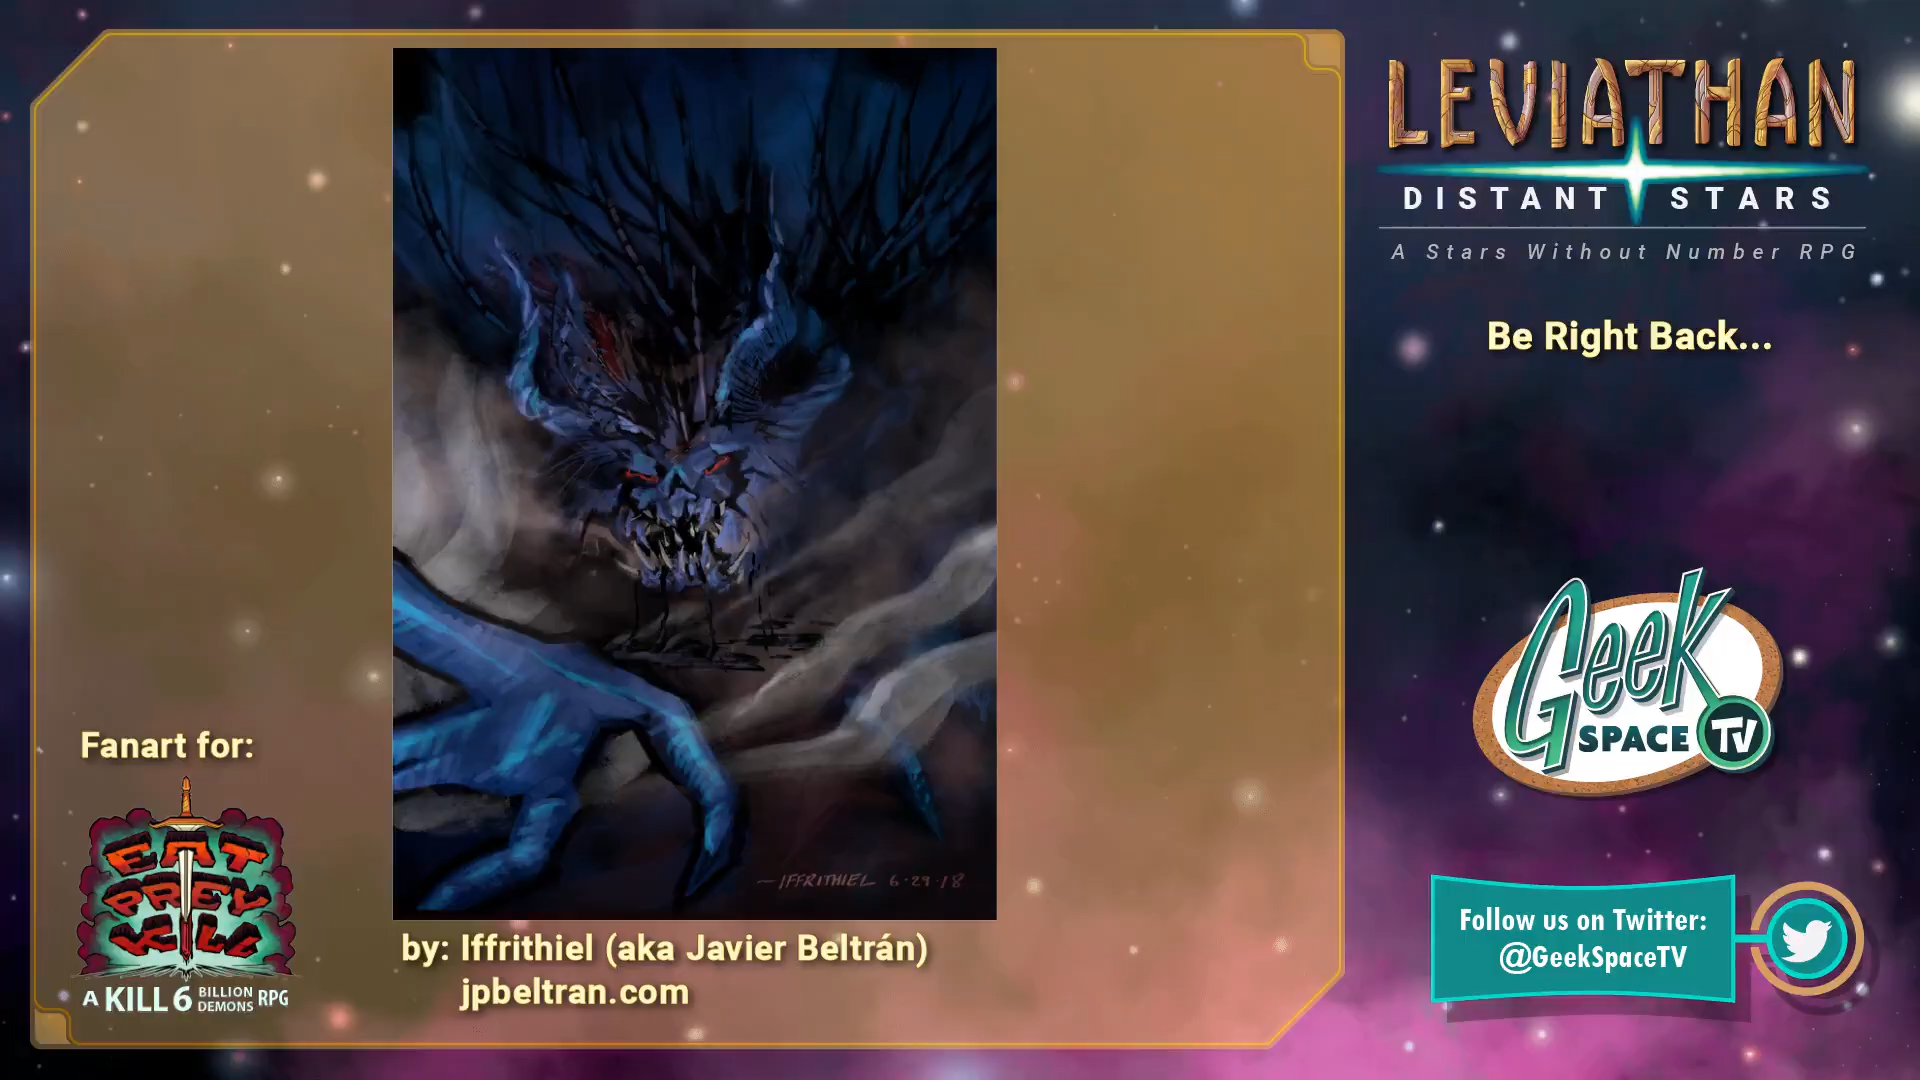 LEVIATHAN
DISTANT STARS
A Stars Without Number RPG
Be Right Back...
GEEK
SPACE TV
Follow us on Twitter:
@GeekSpaceTV
Fanart for:
EAT
PREY
KILL
A KILL 6 BILLION DEMONS RPG
—IFFRITHIEL 6·29·18
by: Iffrithiel (aka Javier Beltrán)
jpbeltran.com